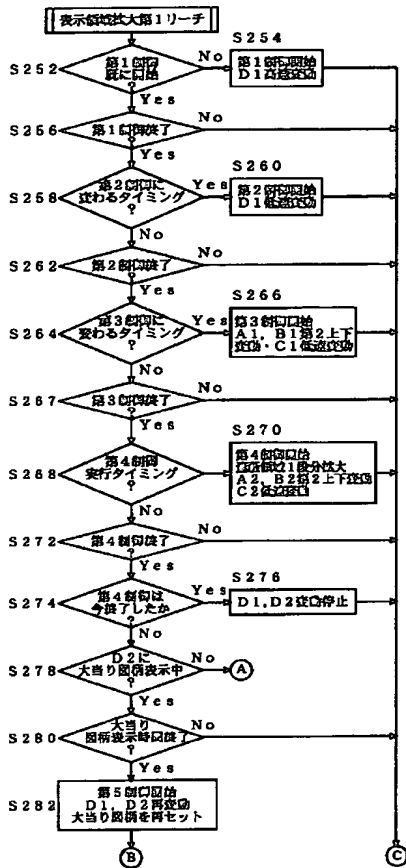 表示領域拡大第1リーチ
S252
第1制御
既に開始
?
No
Yes
S254
第1制御開始
D1高速変動
S256
第1制御終了
?
No
Yes
S258
第2制御に
変わるタイミング
?
Yes
No
S260
第2制御開始
D1低速変動
S262
第2制御終了
?
No
Yes
S264
第3制御に
変わるタイミング
?
Yes
No
S266
第3制御開始
A1,B1第2上下
変動・C1低速変動
S267
第3制御終了
?
No
Yes
S268
第4制御
実行タイミング
?
Yes
No
S270
第4制御開始
1段分拡大
A2,B2第2上下変動
C2低速変動
S272
第4制御終了
?
No
Yes
S274
第4制御は
今終了したか
?
Yes
No
S276
D1,D2変動停止
S278
D2に
大当り図柄表示中
?
No
A
Yes
S280
大当り
図柄表示時間終了
?
No
Yes
S282
第5制御開始
D1,D2再変動
大当り図柄を再セット
B
C